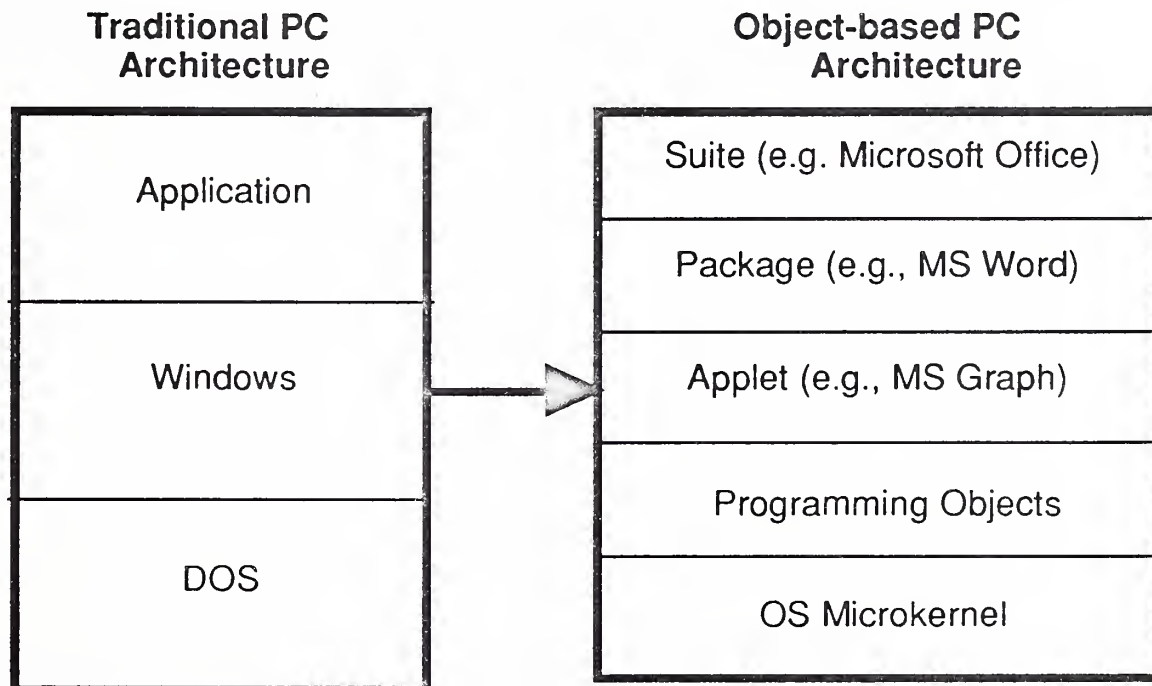 Traditional PC
Architecture
Application
Windows
DOS
Object-based PC
Architecture
Suite (e.g. Microsoft Office)
Package (e.g., MS Word)
Applet (e.g., MS Graph)
Programming Objects
OS Microkernel